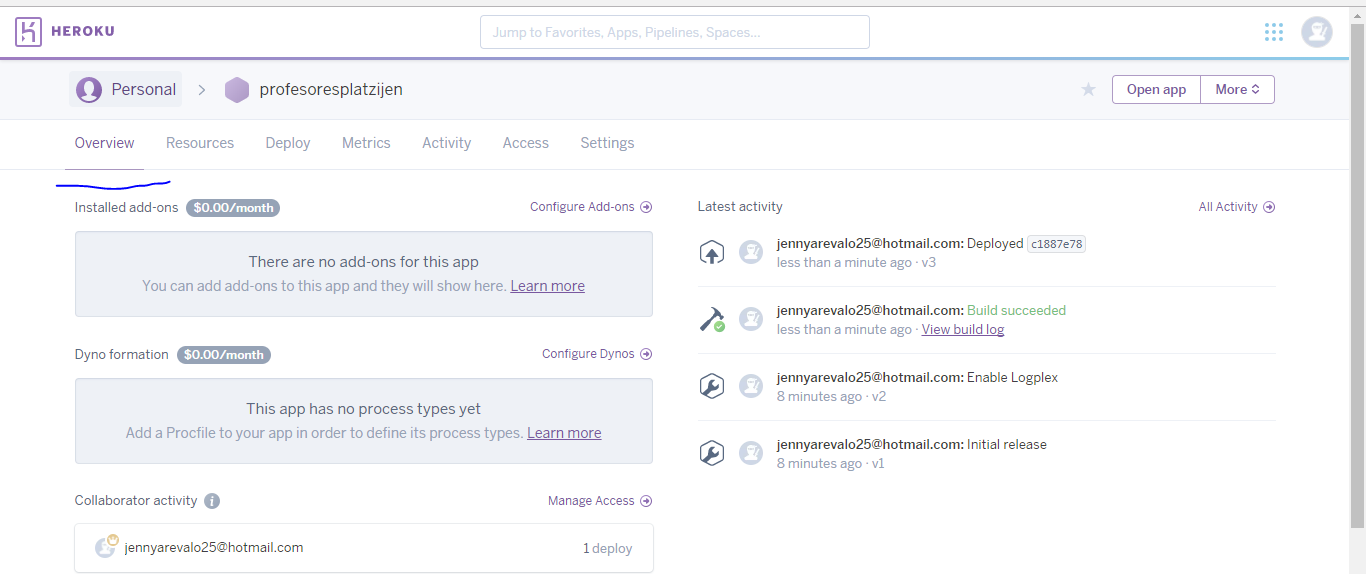 HEROKU
Jump to Favorites, Apps, Pipelines, Spaces...
Personal > profesoresplatzijen
Open app More
Overview Resources Deploy Metrics Activity Access Settings
Installed add-ons $0.00/month Configure Add-ons
There are no add-ons for this app
You can add add-ons to this app and they will show here. Learn more
Dyno formation $0.00/month Configure Dynos
This app has no process types yet
Add a Procfile to your app in order to define its process types. Learn more
Collaborator activity i Manage Access
jennyarevalo25@hotmail.com 1 deploy
Latest activity All Activity
jennyarevalo25@hotmail.com: Deployed c1887e78
less than a minute ago · v3
jennyarevalo25@hotmail.com: Build succeeded
less than a minute ago · View build log
jennyarevalo25@hotmail.com: Enable Logplex
8 minutes ago · v2
jennyarevalo25@hotmail.com: Initial release
8 minutes ago · v1